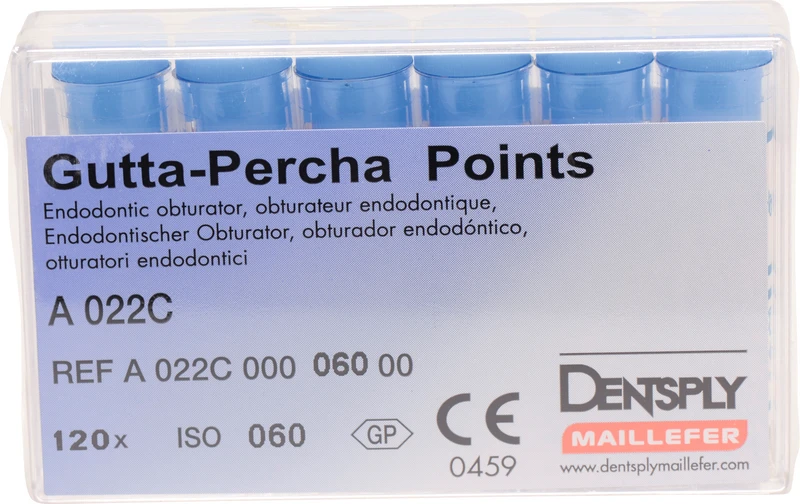 Gutta-Percha Points
Endodontic obturator, obturateur endodontique,
Endodontischer Obturator, obturador endodóntico,
otturatori endodontici
A 022C
REF A 022C 000 060 00
120x ISO 060 GP
CE
0459
DENTSPLY
MAILLEFER
www.dentsplymaillefer.com